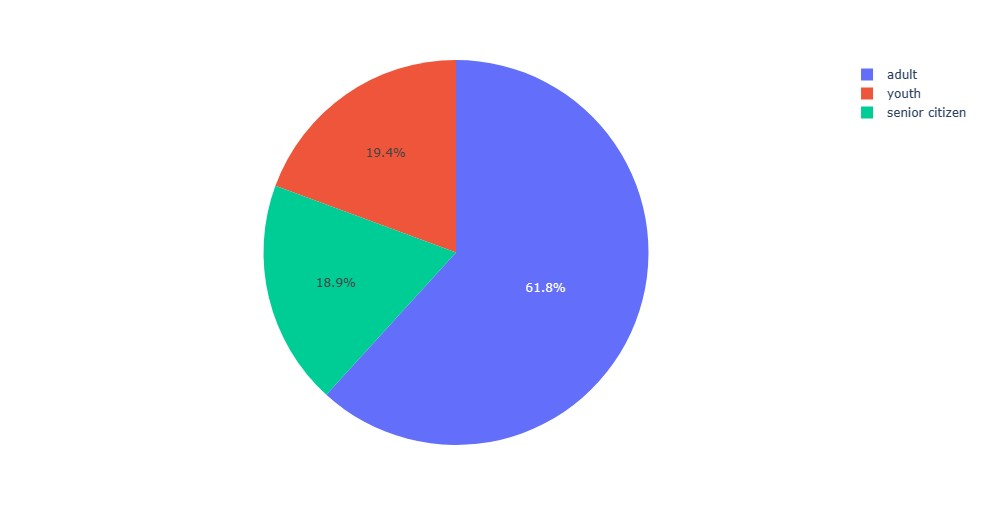 adult
youth
senior citizen
19.4%
18.9%
61.8%